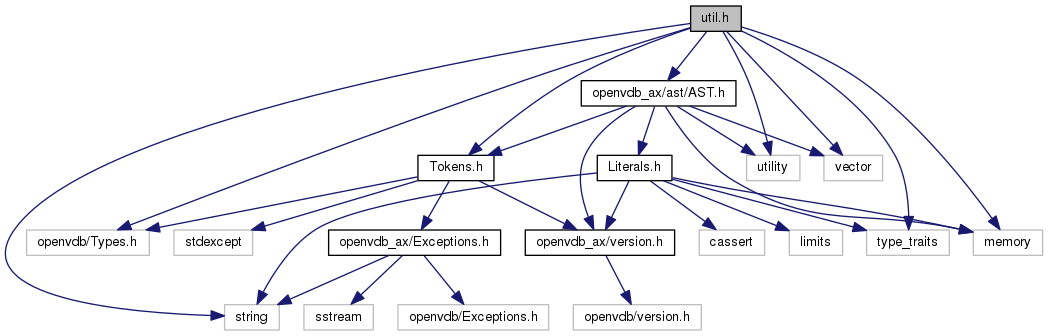 util.h
openvdb_ax/ast/AST.h
Tokens.h
Literals.h
utility
vector
openvdb/Types.h
stdexcept
openvdb_ax/Exceptions.h
openvdb_ax/version.h
cassert
limits
type_traits
memory
string
sstream
openvdb/Exceptions.h
openvdb/version.h